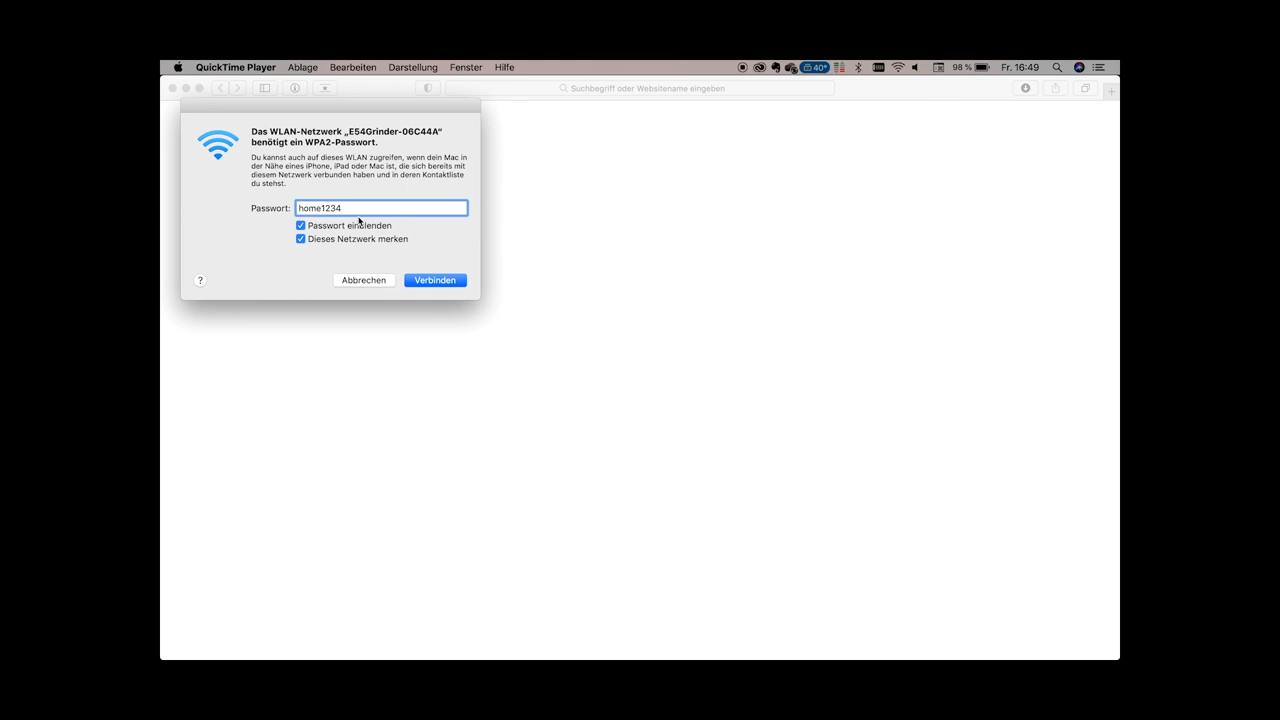 QuickTime Player Ablage Bearbeiten Darstellung Fenster Hilfe 40° 98 % Fr. 16:49
Suchbegriff oder Websitename eingeben
Das WLAN-Netzwerk „E54Grinder-06C44A“
benötigt ein WPA2-Passwort.
Du kannst auch auf dieses WLAN zugreifen, wenn dein Mac in
der Nähe eines iPhone, iPad oder Mac ist, die sich bereits mit
diesem Netzwerk verbunden haben und in deren Kontaktliste
du stehst.
Passwort: home1234
Passwort einblenden
Dieses Netzwerk merken
? Abbrechen Verbinden